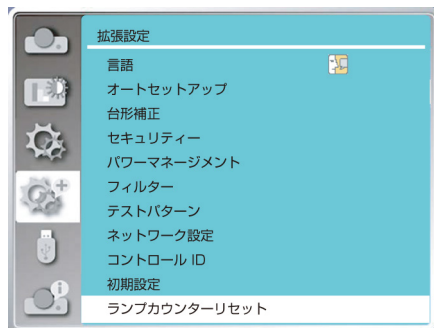 拡張設定
言語
オートセットアップ
台形補正
セキュリティー
パワーマネージメント
フィルター
テストパターン
ネットワーク設定
コントロール ID
初期設定
ランプカウンターリセット